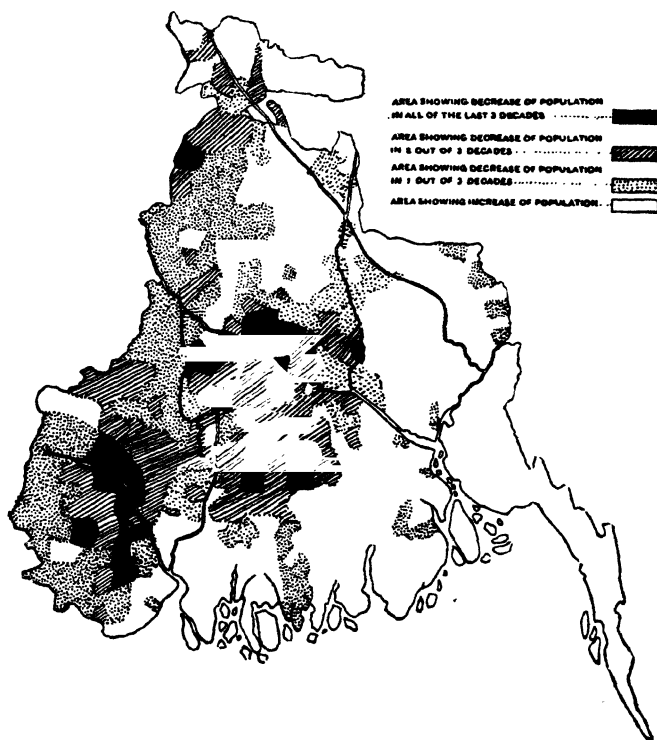 AREA SHOWING DECREASE OF POPULATION
IN ALL OF THE LAST 3 DECADES
AREA SHOWING DECREASE OF POPULATION
IN 2 OUT OF 3 DECADES
AREA SHOWING DECREASE OF POPULATION
IN 1 OUT OF 3 DECADES
AREA SHOWING INCREASE OF POPULATION